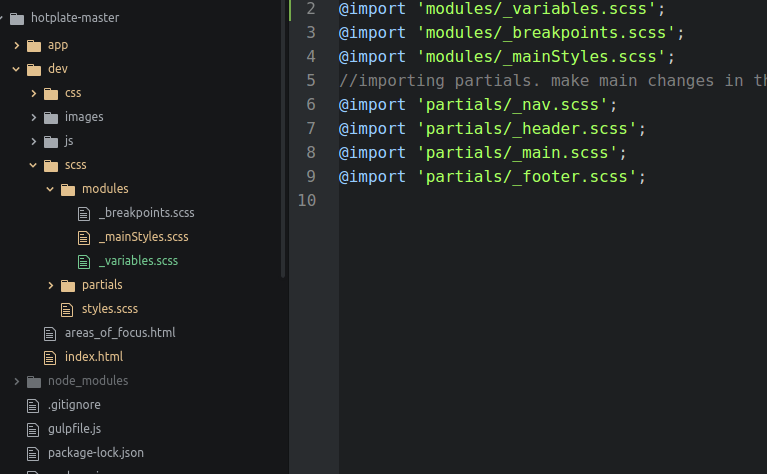 hotplate-master
app
dev
css
images
js
scss
modules
_breakpoints.scss
_mainStyles.scss
_variables.scss
partials
styles.scss
areas_of_focus.html
index.html
node_modules
.gitignore
gulpfile.js
package-lock.json
2 @import 'modules/_variables.scss';
3 @import 'modules/_breakpoints.scss';
4 @import 'modules/_mainStyles.scss';
5 //importing partials. make main changes in th
6 @import 'partials/_nav.scss';
7 @import 'partials/_header.scss';
8 @import 'partials/_main.scss';
9 @import 'partials/_footer.scss';
10